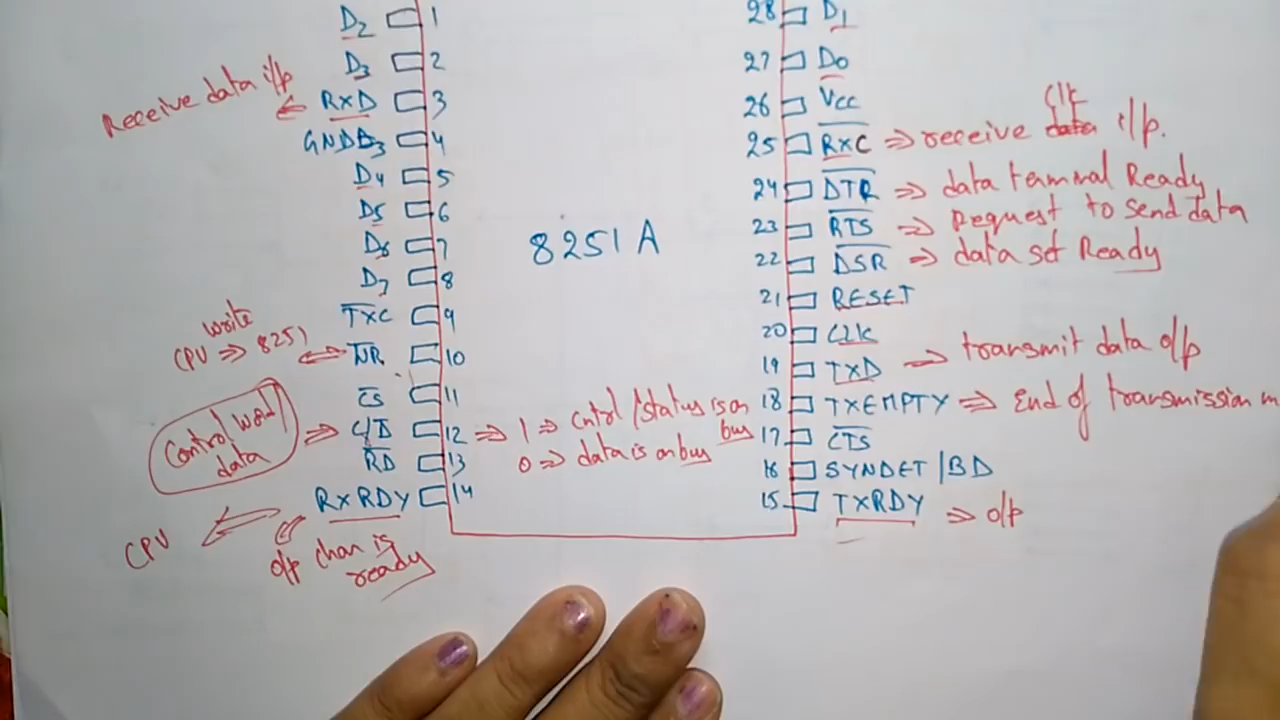 D2 1
D3 2
Receive data i/p
RxD 3
GND 4
D4 5
D5 6
D6 7
D7 8
TXC 9
write
CPU ⇒ 8251
WR 10
CS 11
Control word/
data
C/D 12 ⇒ 1 ⇒ Cntrl/status is on
bus
0 ⇒ data is on bus
RD 13
RxRDY 14
CPU
o/p char is
ready
8251A
28 D1
27 D0
26 VCC
clk
25 RXC ⇒ receive data i/p.
24 DTR ⇒ data termnal Ready
23 RTS ⇒ Request to send data
22 DSR ⇒ data set Ready
21 RESET
20 CLK
19 TXD ⇒ transmit data o/p
18 TXEMPTY ⇒ End of transmission m
17 CTS
16 SYNDET/BD
15 TXRDY ⇒ o/p